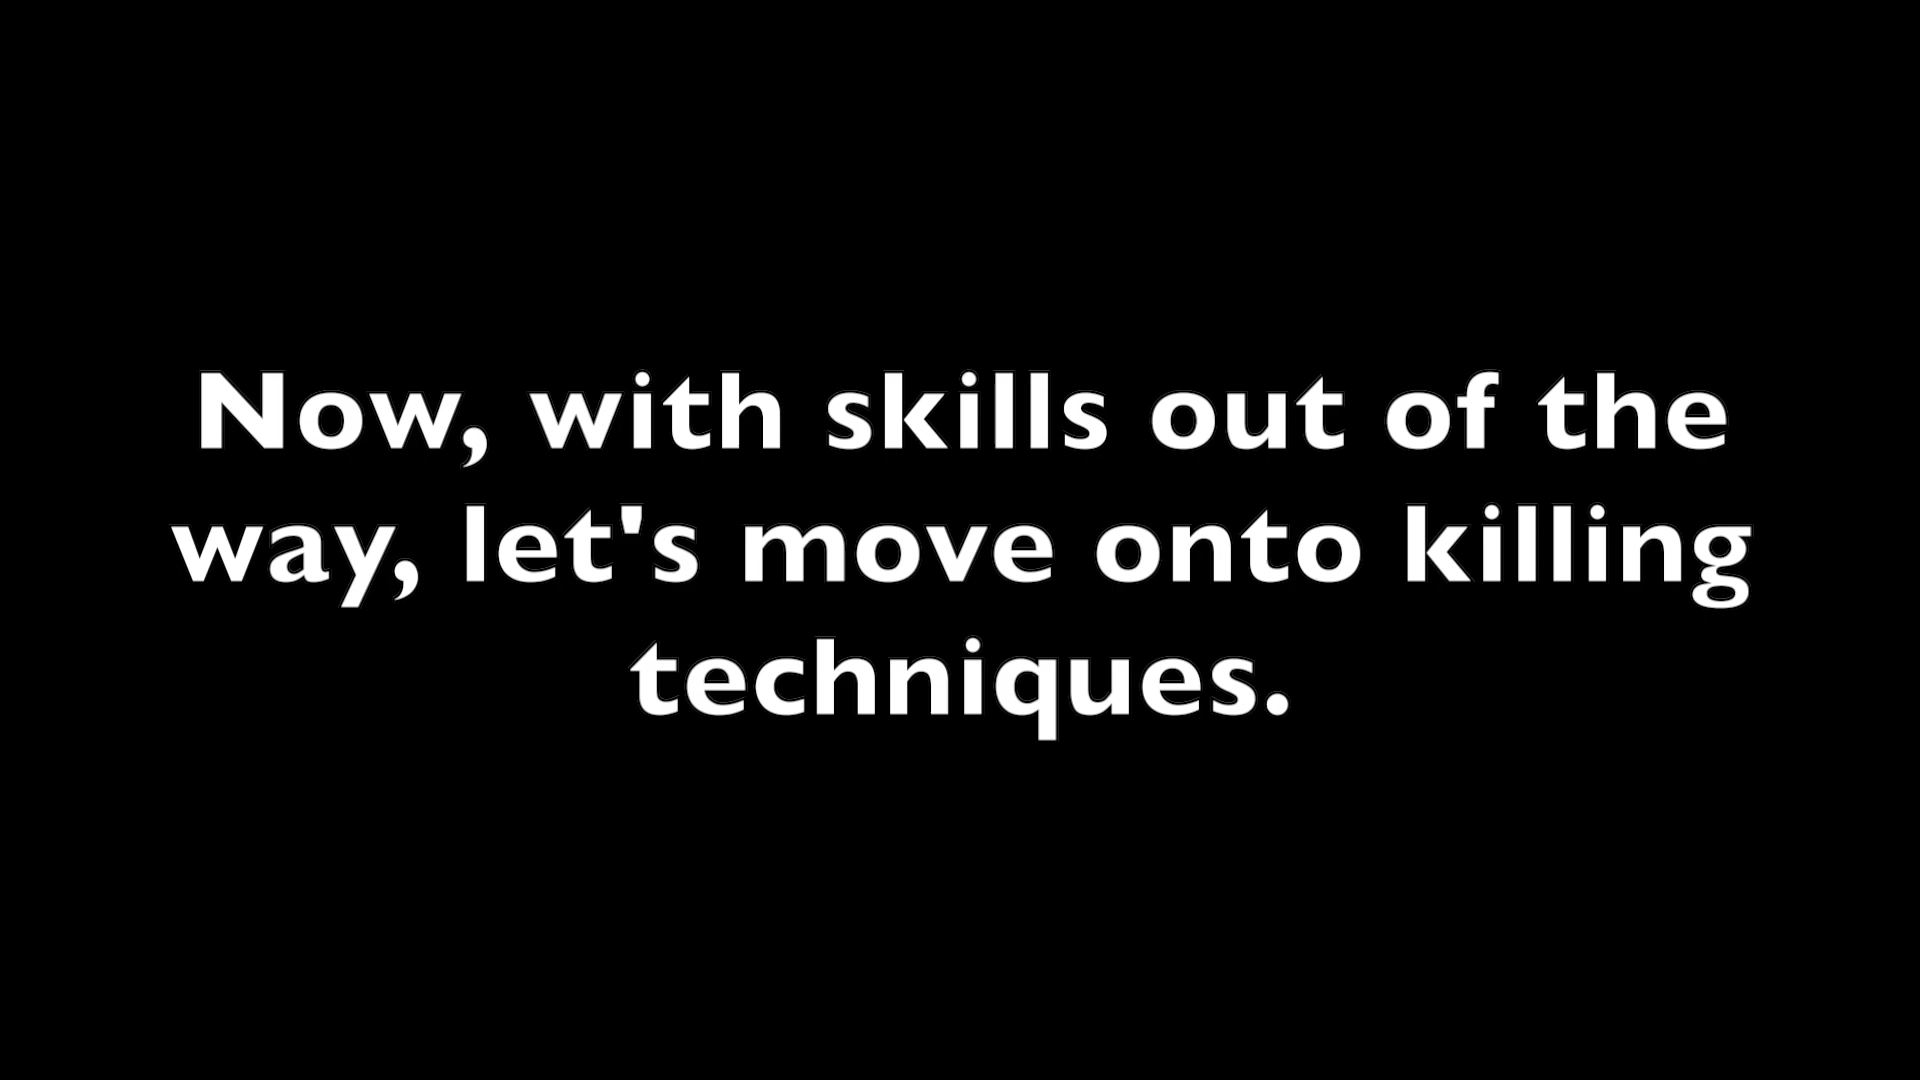 Now, with skills out of the
way, let's move onto killing
techniques.